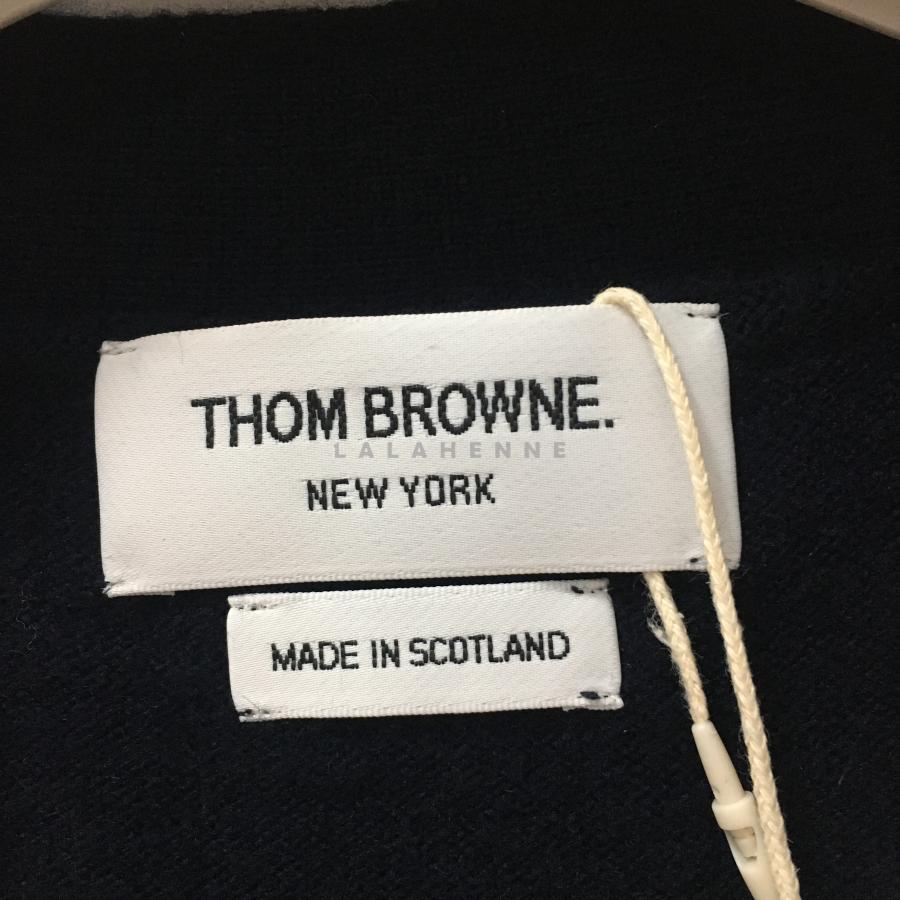 THOM BROWNE.
LALAHENNE
NEW YORK
MADE IN SCOTLAND